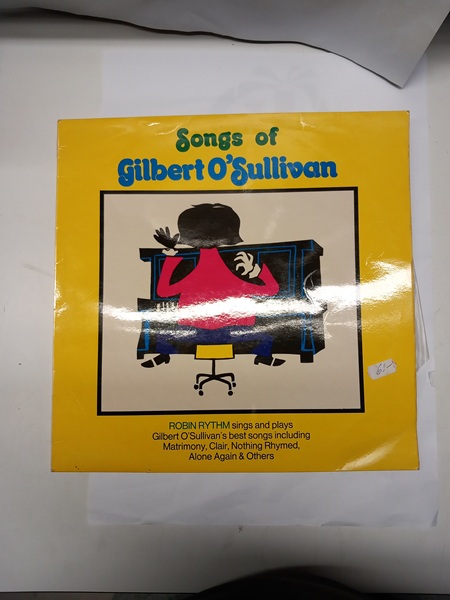 Songs of
Gilbert O'Sullivan
ROBIN RYTHM sings and plays
Gilbert O'Sullivan's best songs including
Matrimony, Clair, Nothing Rhymed,
Alone Again & Others